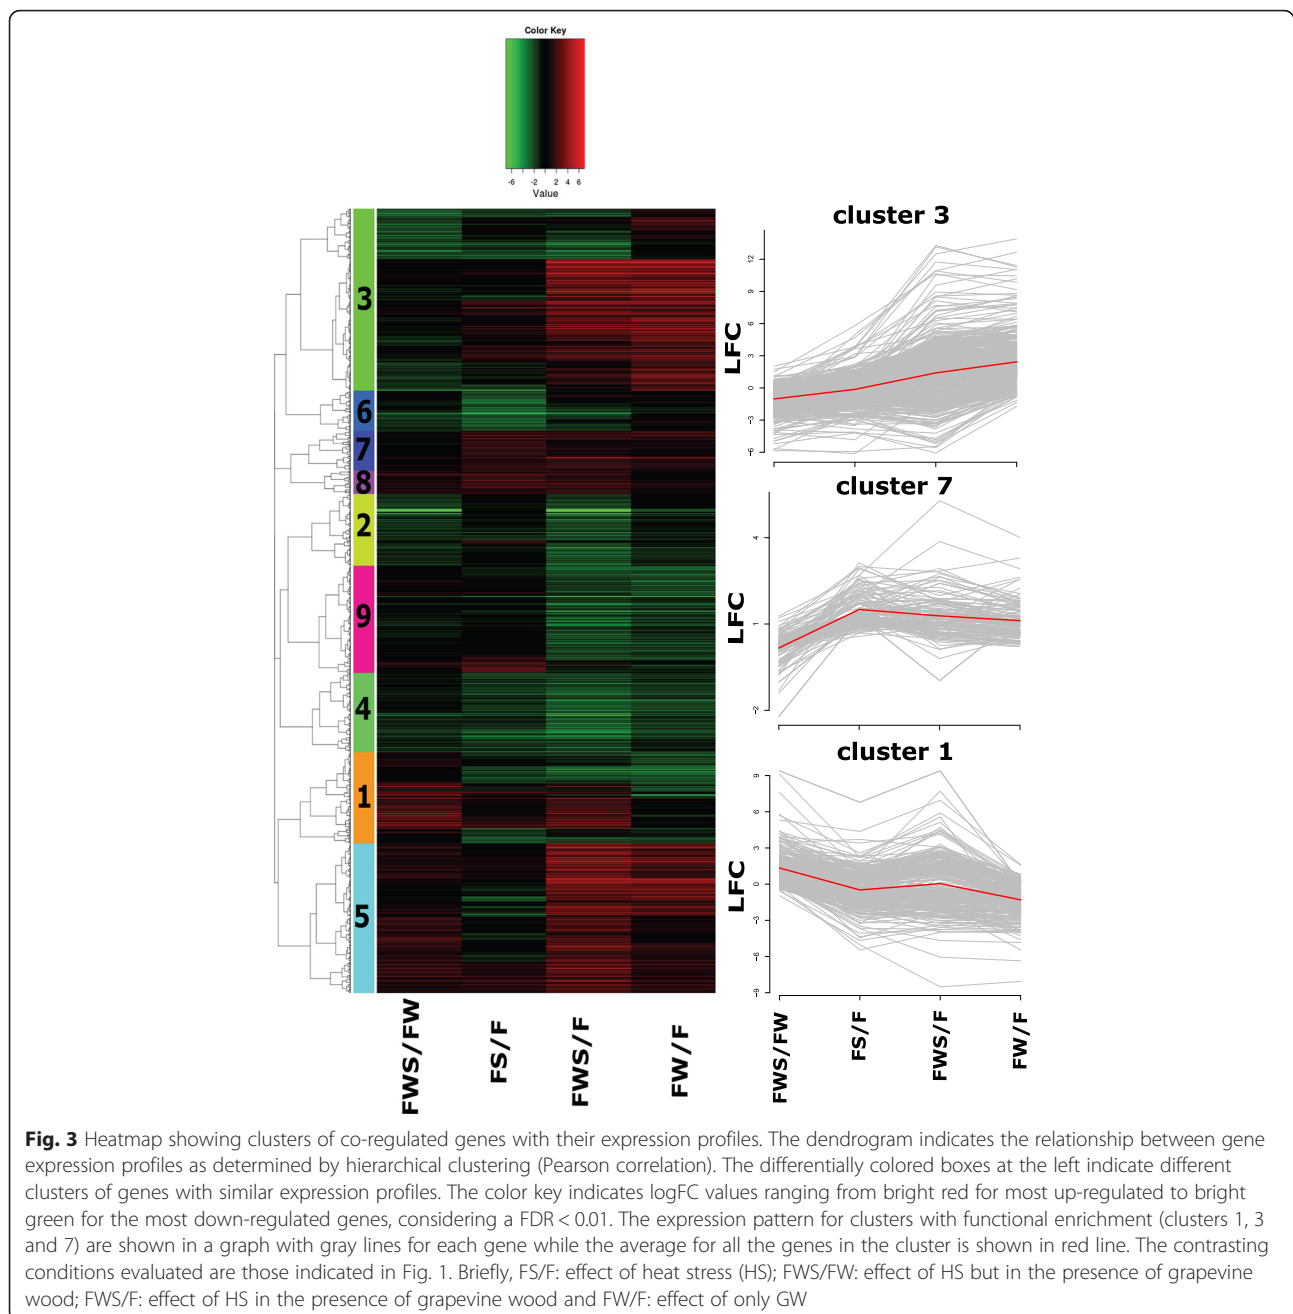 Color Key
-6 -2 2 4 6
Value
3
6
7
8
2
9
4
1
5
FWS/FW
FS/F
FWS/F
FW/F
cluster 3
LFC
12
9
6
3
0
-3
-6
cluster 7
LFC
4
1
-2
cluster 1
LFC
9
6
3
0
-3
-6
-9
FWS/FW
FS/F
FWS/F
FW/F
Fig. 3 Heatmap showing clusters of co-regulated genes with their expression profiles. The dendrogram indicates the relationship between gene
expression profiles as determined by hierarchical clustering (Pearson correlation). The differentially colored boxes at the left indicate different
clusters of genes with similar expression profiles. The color key indicates logFC values ranging from bright red for most up-regulated to bright
green for the most down-regulated genes, considering a FDR < 0.01. The expression pattern for clusters with functional enrichment (clusters 1, 3
and 7) are shown in a graph with gray lines for each gene while the average for all the genes in the cluster is shown in red line. The contrasting
conditions evaluated are those indicated in Fig. 1. Briefly, FS/F: effect of heat stress (HS); FWS/FW: effect of HS but in the presence of grapevine
wood; FWS/F: effect of HS in the presence of grapevine wood and FW/F: effect of only GW